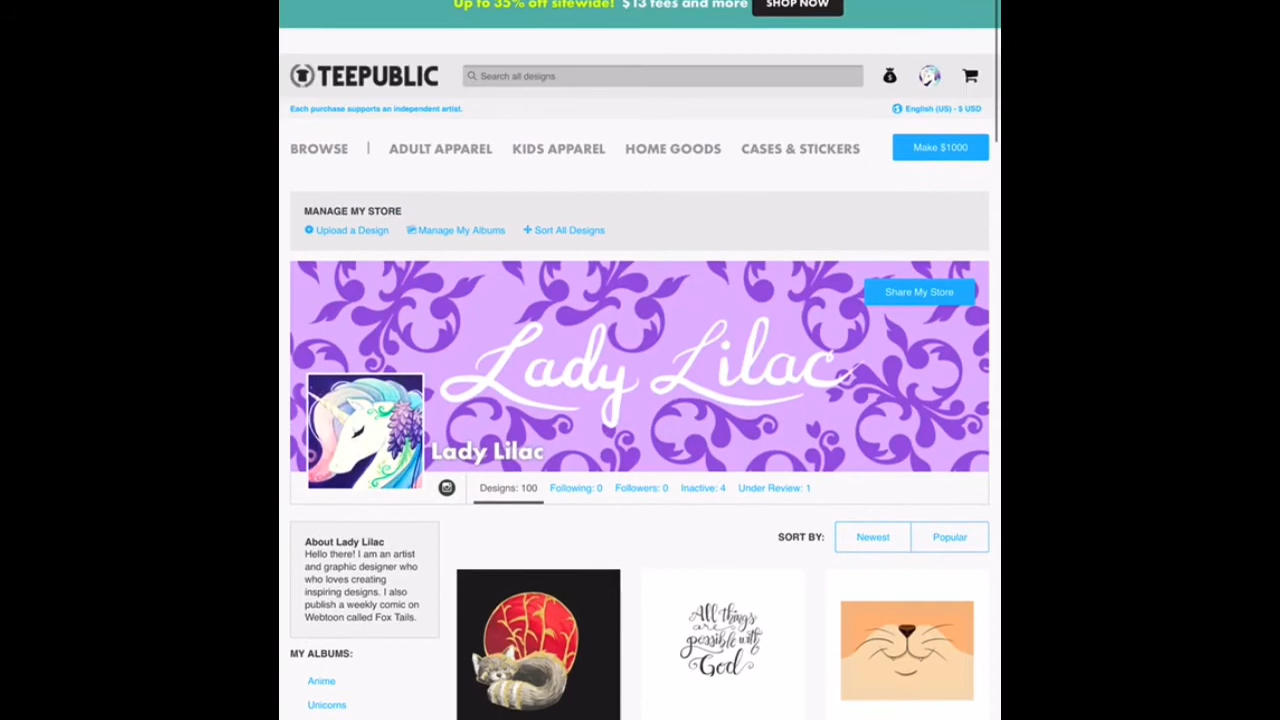 Up to 35% off sitewide! $13 tees and more SHOP NOW
TEEPUBLIC
Search all designs
Each purchase supports an independent artist.
English (US) - $ USD
BROWSE | ADULT APPAREL KIDS APPAREL HOME GOODS CASES & STICKERS
Make $1000
MANAGE MY STORE
Upload a Design Manage My Albums Sort All Designs
Share My Store
Lady Lilac
Lady Lilac
Designs: 100 Following: 0 Followers: 0 Inactive: 4 Under Review: 1
SORT BY: Newest Popular
About Lady Lilac
Hello there! I am an artist
and graphic designer who
who loves creating
inspiring designs. I also
publish a weekly comic on
Webtoon called Fox Tails.
All things
are
possible with
God
MY ALBUMS:
Anime
Unicorns